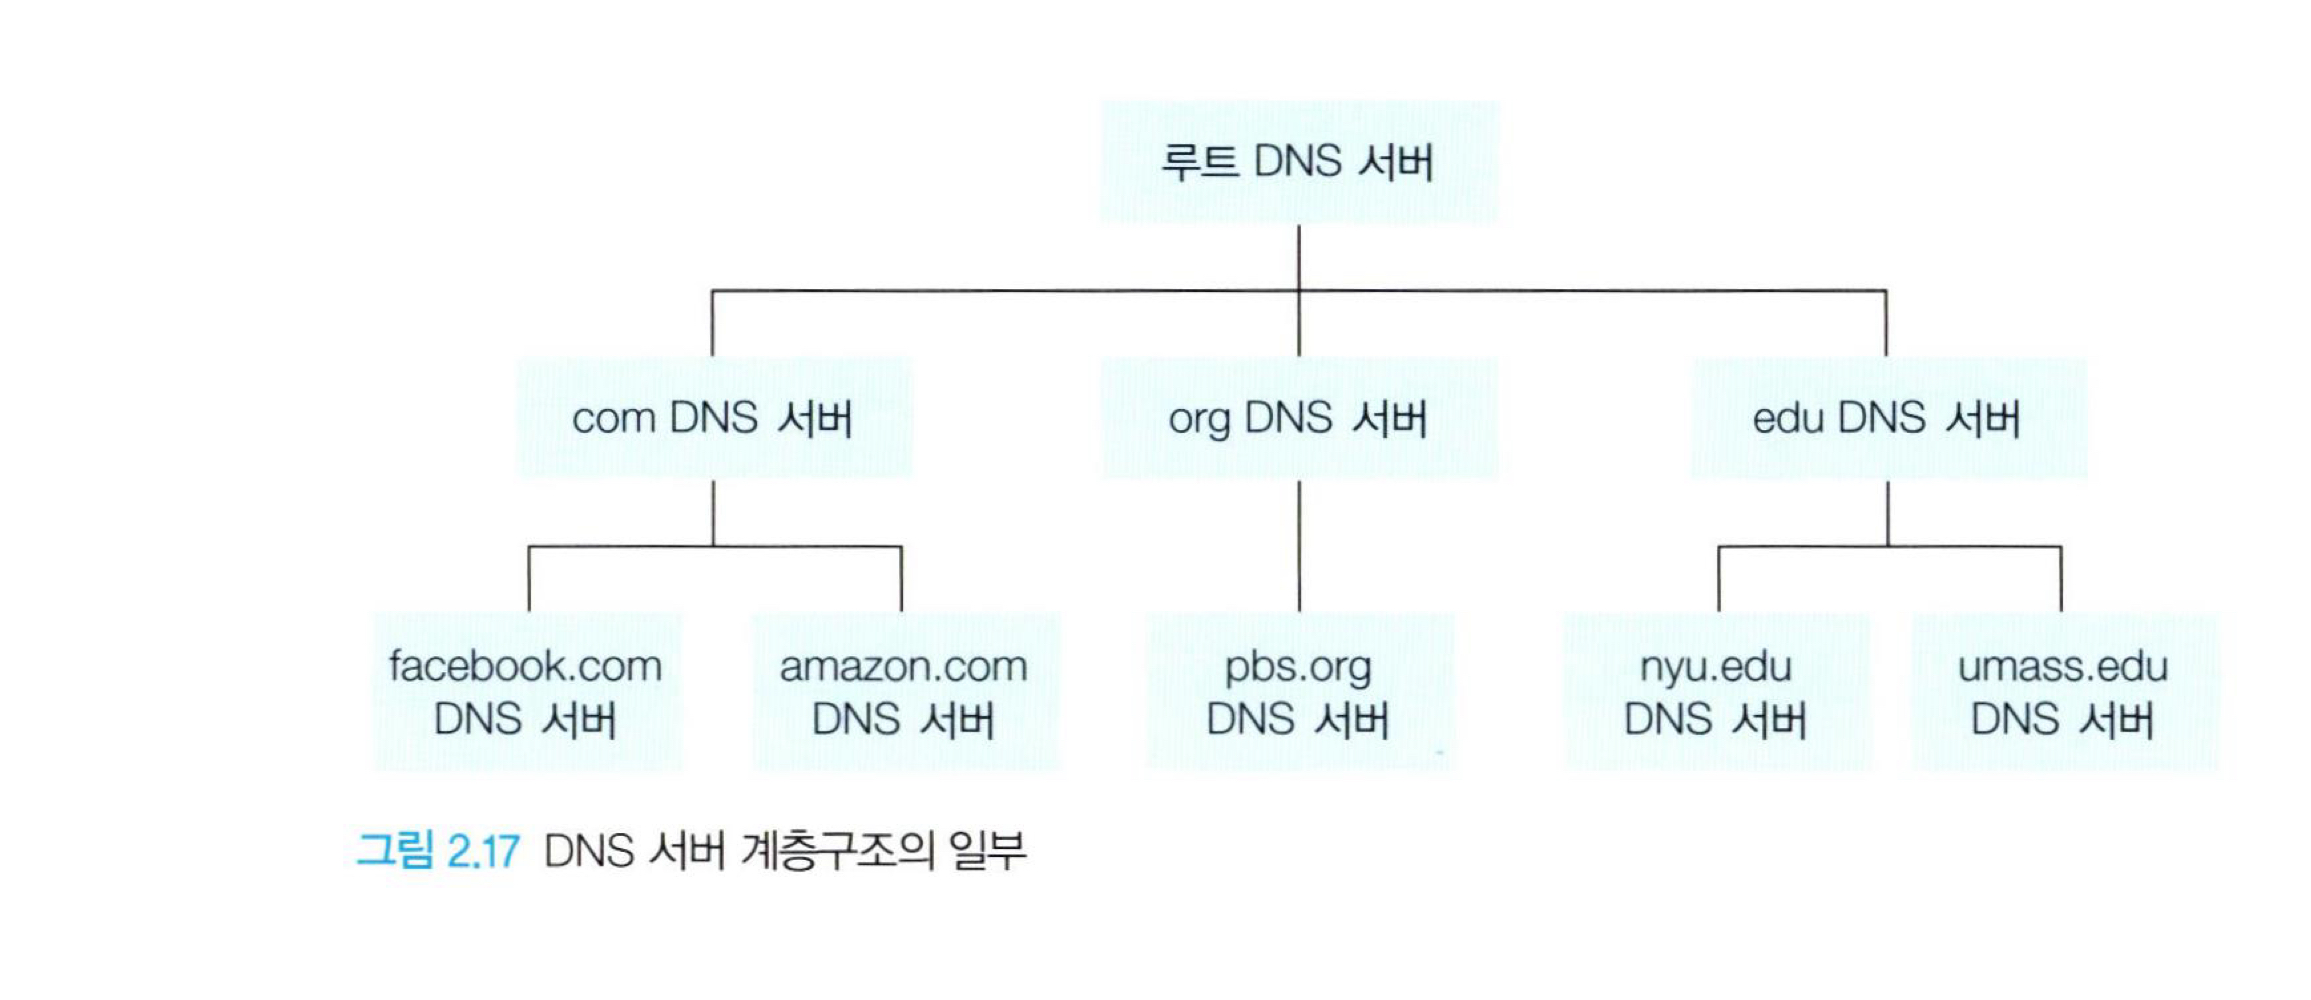 루트 DNS 서버
com DNS 서버
org DNS 서버
edu DNS 서버
facebook.com
DNS 서버
amazon.com
DNS 서버
pbs.org
DNS 서버
nyu.edu
DNS 서버
umass.edu
DNS 서버
그림 2.17 DNS 서버 계층구조의 일부